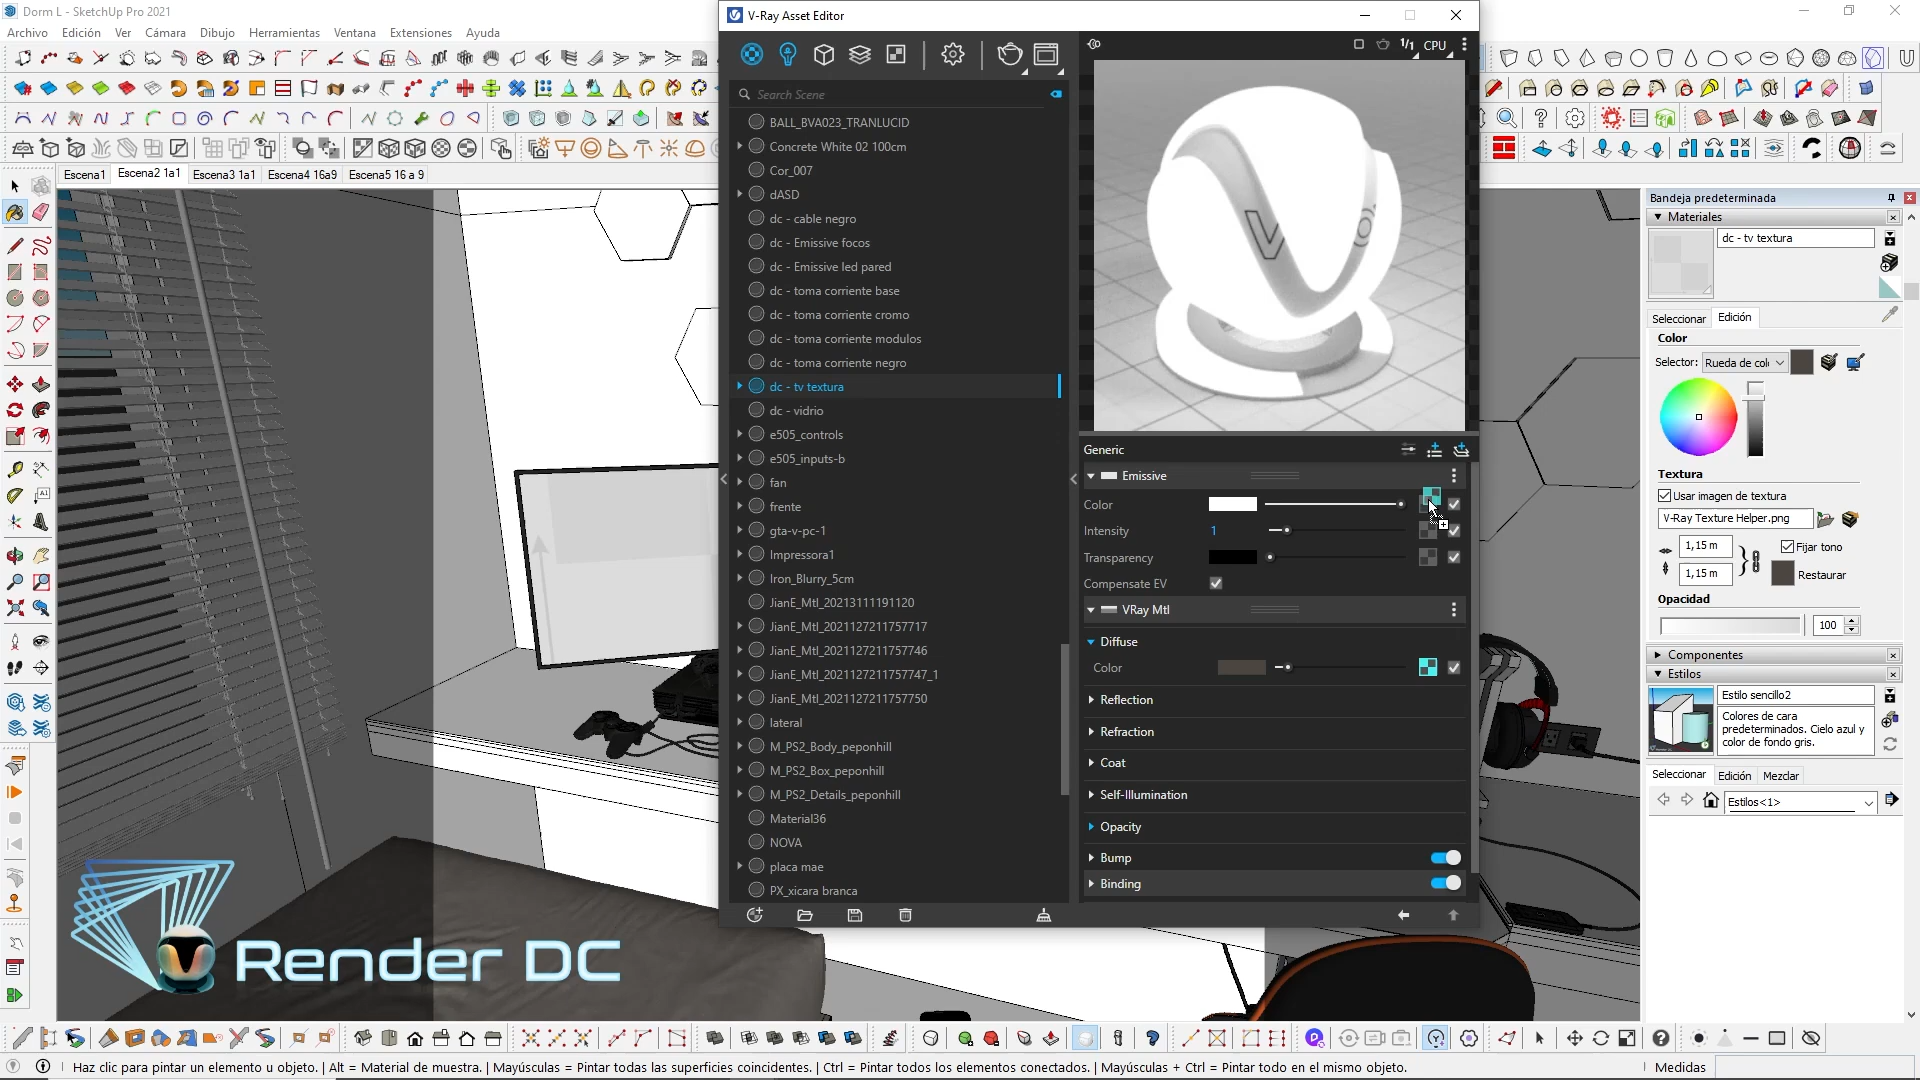 Dorm L - SketchUp Pro 2021
Archivo Edición Ver Cámara Dibujo Herramientas Ventana Extensiones Ayuda
Escena1 Escena2 1a1 Escena3 1a1 Escena4 16a9 Escena5 16 a 9
V-Ray Asset Editor
1/1 CPU
Search Scene
BALL_BVA023_TRANLUCID
Concrete White 02 100cm
Cor_007
dASD
dc - cable negro
dc - Emissive focos
dc - Emissive led pared
dc - toma corriente base
dc - toma corriente cromo
dc - toma corriente modulos
dc - toma corriente negro
dc - tv textura
dc - vidrio
e505_controls
e505_inputs-b
fan
frente
gta-v-pc-1
Impressora1
Iron_Blurry_5cm
JianE_Mtl_20213111191120
JianE_Mtl_2021127211757717
JianE_Mtl_2021127211757746
JianE_Mtl_2021127211757747_1
JianE_Mtl_2021127211757750
lateral
M_PS2_Body_peponhill
M_PS2_Box_peponhill
M_PS2_Details_peponhill
Material36
NOVA
placa mae
PX_xicara branca
Generic
Emissive
Color
Intensity 1
Transparency
Compensate EV
VRay Mtl
Diffuse
Color
Reflection
Refraction
Coat
Self-Illumination
Opacity
Bump
Binding
Bandeja predeterminada
Materiales
dc - tv textura
Seleccionar Edición
Color
Selector: Rueda de col
Textura
Usar imagen de textura
V-Ray Texture Helper.png
1,15 m Fijar tono
1,15 m Restaurar
Opacidad
100
Componentes
Estilos
Estilo sencillo2
Colores de cara
predeterminados. Cielo azul y
color de fondo gris.
Seleccionar Edición Mezclar
Estilos<1>
Render DC
Haz clic para pintar un elemento u objeto. | Alt = Material de muestra. | Mayúsculas = Pintar todas las superficies coincidentes. | Ctrl = Pintar todos los elementos conectados. | Mayúsculas + Ctrl = Pintar todo en el mismo objeto.
Medidas